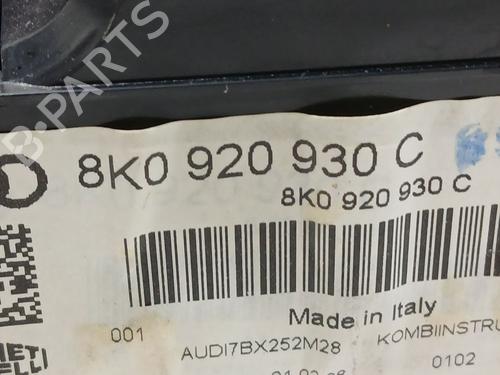 B-PARTS
8K0 920 930 C
8K0 920 930 C
Made in Italy
001
AUDI7BX252M28
KOMBIINSTRU
0102